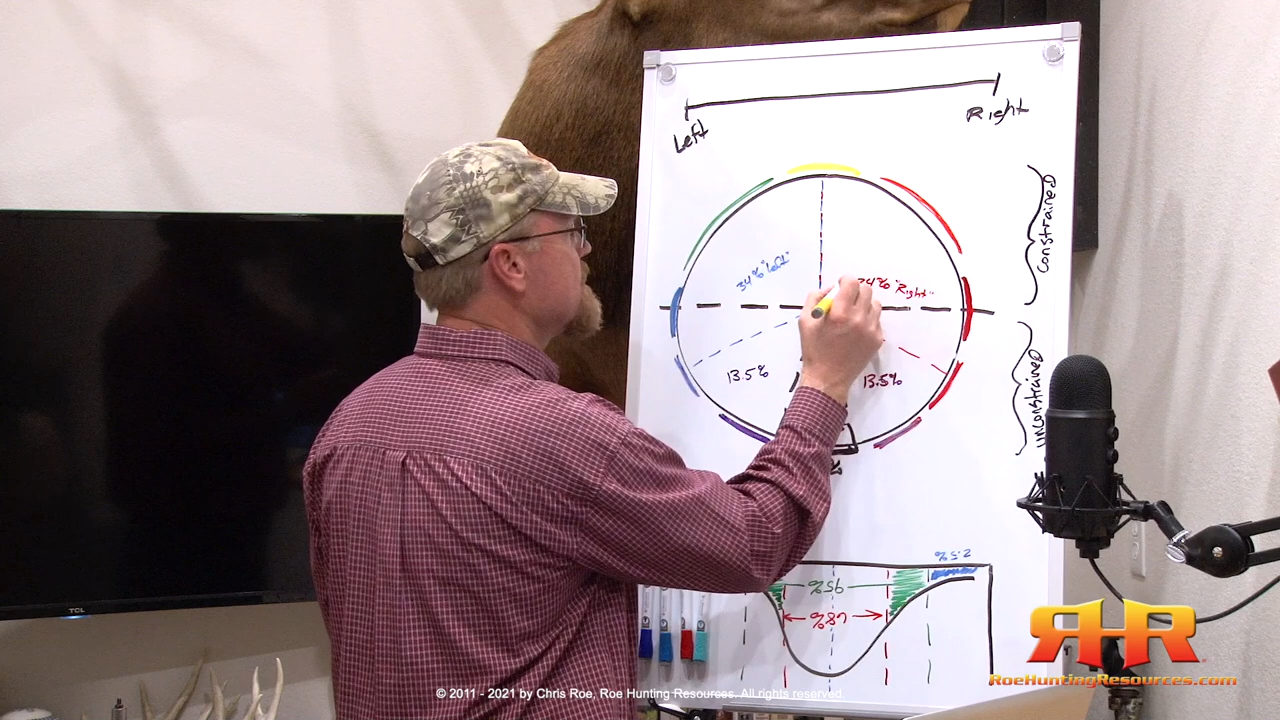 Left
Right
constrained
34% "left"
34% "Right"
13.5%
13.5%
unconstrained
2.5%
95%
68%
TCL
RR
RoeHuntingResources.com
© 2011 - 2021 by Chris Roe, Roe Hunting Resources. All rights reserved.